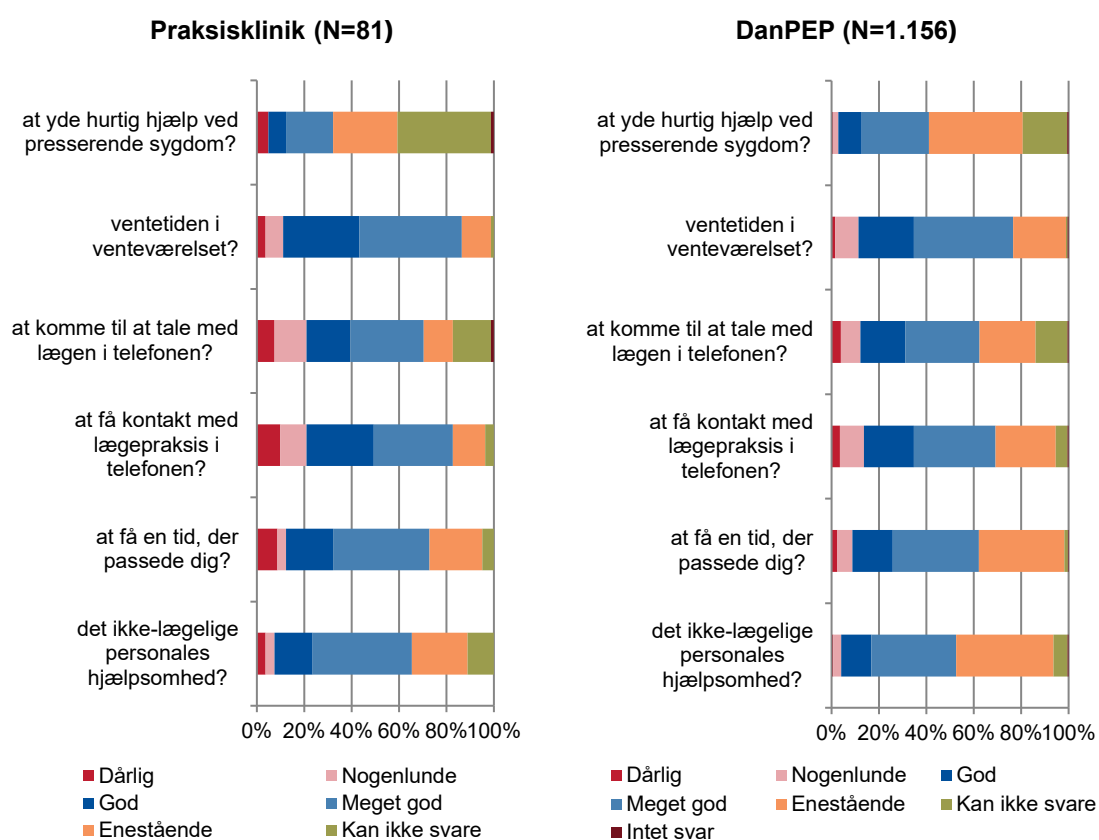 Praksisklinik (N=81)
at yde hurtig hjælp ved
presserende sygdom?
ventetiden i
venteværelset?
at komme til at tale med
lægen i telefonen?
at få kontakt med
lægepraksis i
telefonen?
at få en tid, der
passede dig?
det ikke-lægelige
personales
hjælpsomhed?
0% 20% 40% 60% 80%100%
Dårlig Nogenlunde
God Meget god
Enestående Kan ikke svare
DanPEP (N=1.156)
at yde hurtig hjælp ved
presserende sygdom?
ventetiden i
venteværelset?
at komme til at tale med
lægen i telefonen?
at få kontakt med
lægepraksis i
telefonen?
at få en tid, der
passede dig?
det ikke-lægelige
personales
hjælpsomhed?
0% 20% 40% 60% 80%100%
Dårlig Nogenlunde God
Meget god Enestående Kan ikke svare
Intet svar